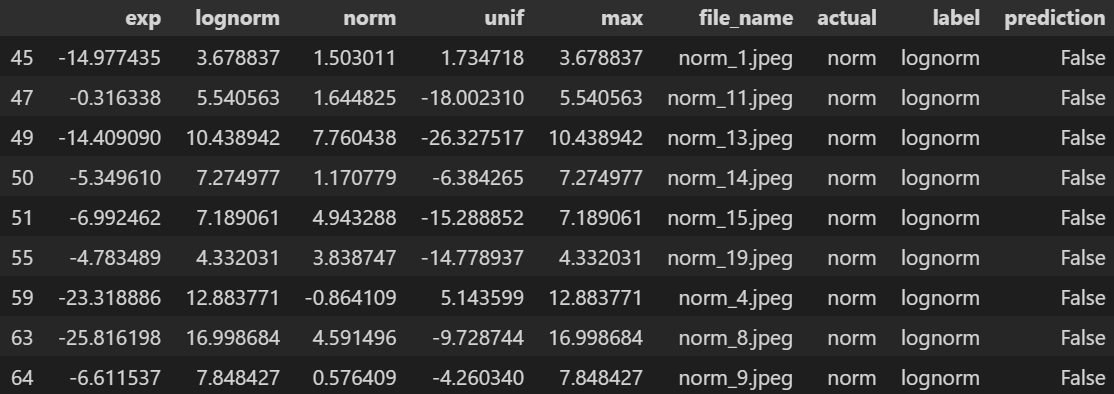 exp lognorm norm unif max file_name actual label prediction
45 -14.977435 3.678837 1.503011 1.734718 3.678837 norm_1.jpeg norm lognorm False
47 -0.316338 5.540563 1.644825 -18.002310 5.540563 norm_11.jpeg norm lognorm False
49 -14.409090 10.438942 7.760438 -26.327517 10.438942 norm_13.jpeg norm lognorm False
50 -5.349610 7.274977 1.170779 -6.384265 7.274977 norm_14.jpeg norm lognorm False
51 -6.992462 7.189061 4.943288 -15.288852 7.189061 norm_15.jpeg norm lognorm False
55 -4.783489 4.332031 3.838747 -14.778937 4.332031 norm_19.jpeg norm lognorm False
59 -23.318886 12.883771 -0.864109 5.143599 12.883771 norm_4.jpeg norm lognorm False
63 -25.816198 16.998684 4.591496 -9.728744 16.998684 norm_8.jpeg norm lognorm False
64 -6.611537 7.848427 0.576409 -4.260340 7.848427 norm_9.jpeg norm lognorm False